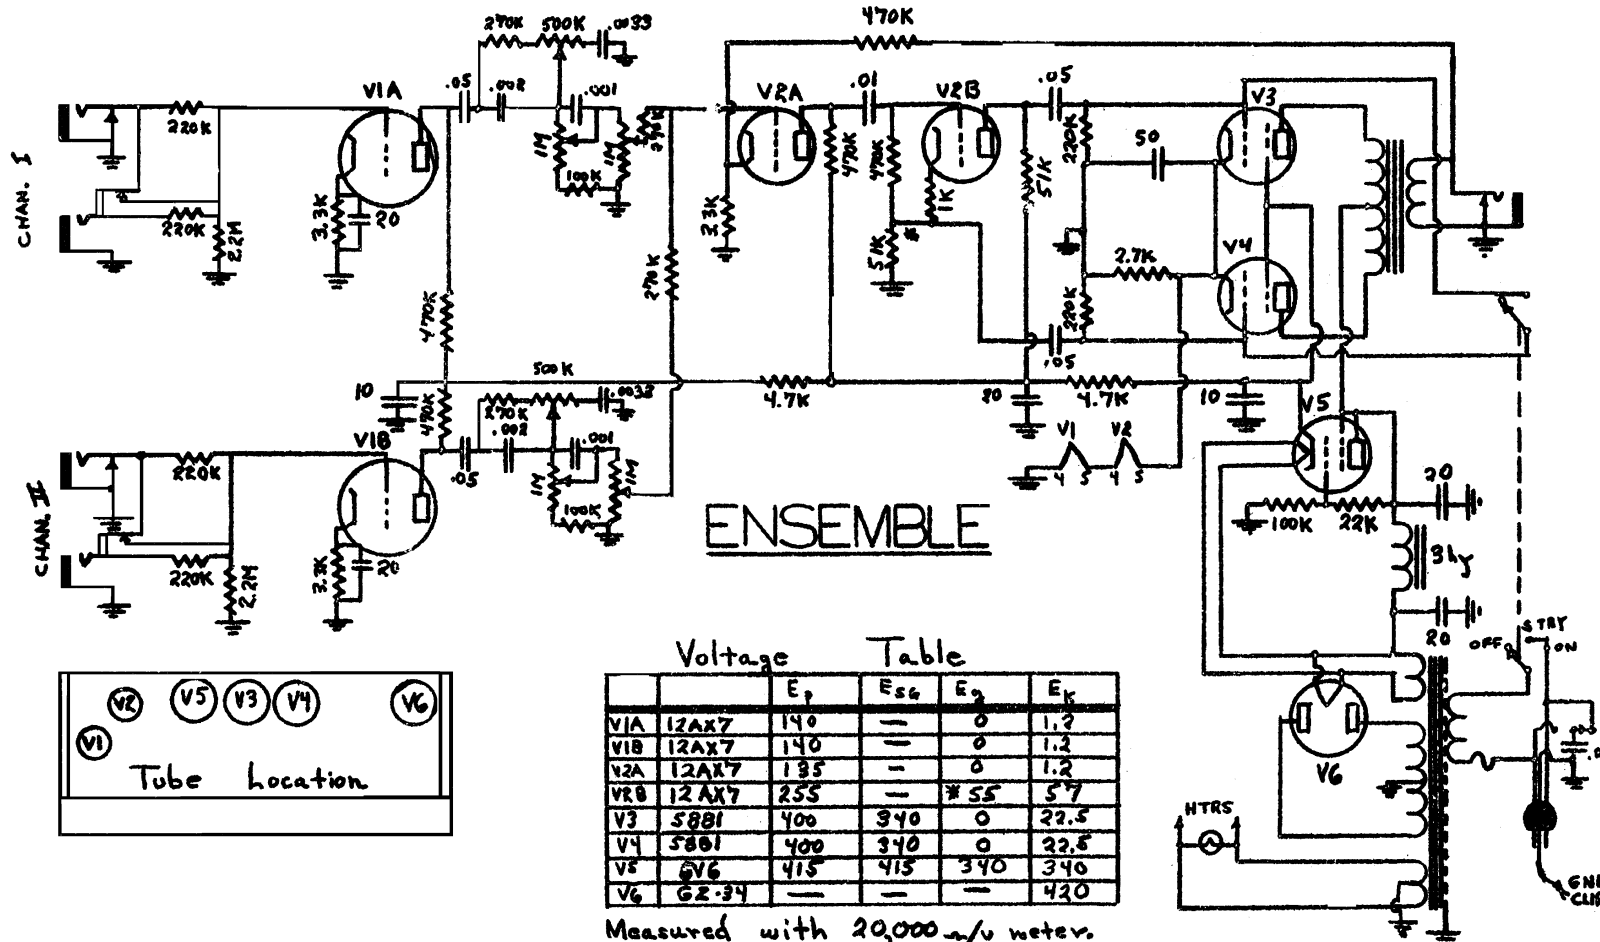 470K
270K 500K .0033
V1A .05 .002 .001 V2A .01 V2B .05 V3
220K
1M 1M 270K 470K 470K 1K 51K 220K 50
100K
CHAN. I
220K 2.2M 3.3K 20
3.3K 51K * V4
2.7K
470K 270K 220K
.05
500K
10 4.7K 20 4.7K 10 V5
470K 270K .0033
.002 .001
V1B .05 1M 1M
100K
V1 V2
4 5 4 5
220K
CHAN. II
220K 2.2M 3.3K 20
ENSEMBLE
100K 22K 20
3hy
20
OFF STBY ON
V6
HTRS
GND
CLIP
V1 V2 V5 V3 V4 V6
Tube Location
Voltage Table
Ep ESG Eg EK
V1A 12AX7 140 — 0 1.2
V1B 12AX7 140 — 0 1.2
V2A 12AX7 135 — 0 1.2
V2B 12AX7 255 — * 55 57
V3 5881 400 340 0 22.5
V4 5881 400 340 0 22.5
V5 6V6 415 415 340 340
V6 GZ-34 — — — 420
Measured with 20,000 Ω/V meter.